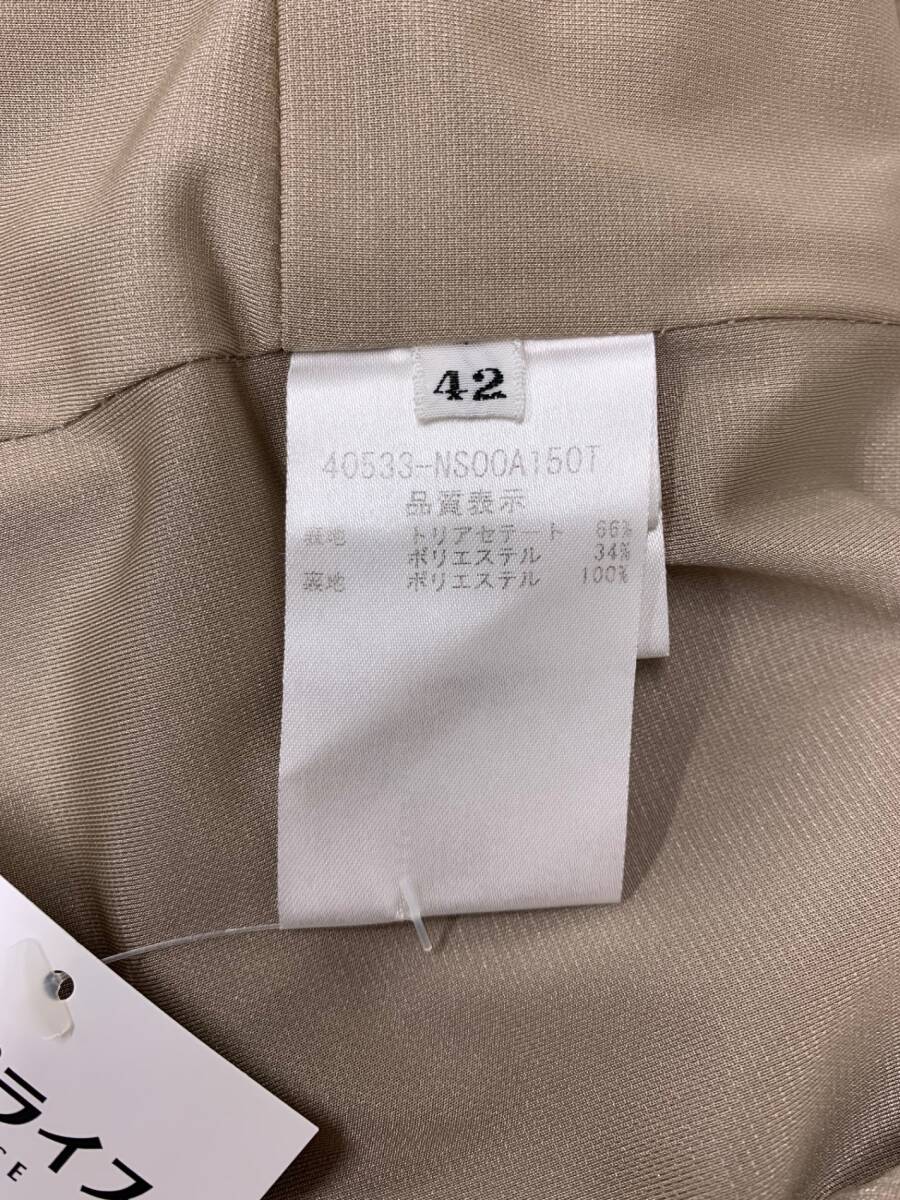 42
40533-NS00A150T
品質表示
表地 トリアセテート 66%
ポリエステル 34%
裏地 ポリエステル 100%
ライフ